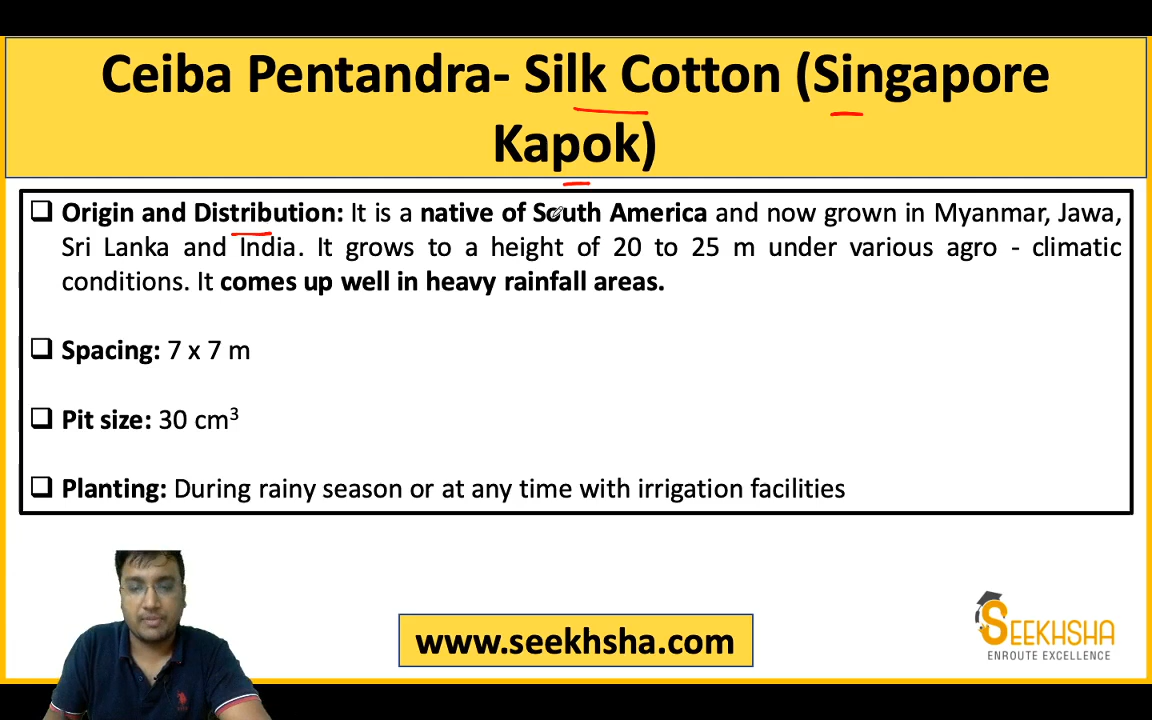 Ceiba Pentandra- Silk Cotton (Singapore
Kapok)
❑ Origin and Distribution: It is a native of South America and now grown in Myanmar, Jawa,
Sri Lanka and India. It grows to a height of 20 to 25 m under various agro - climatic
conditions. It comes up well in heavy rainfall areas.
❑ Spacing: 7 x 7 m
❑ Pit size: 30 cm³
❑ Planting: During rainy season or at any time with irrigation facilities
www.seekhsha.com
SEEKHSHA
ENROUTE EXCELLENCE